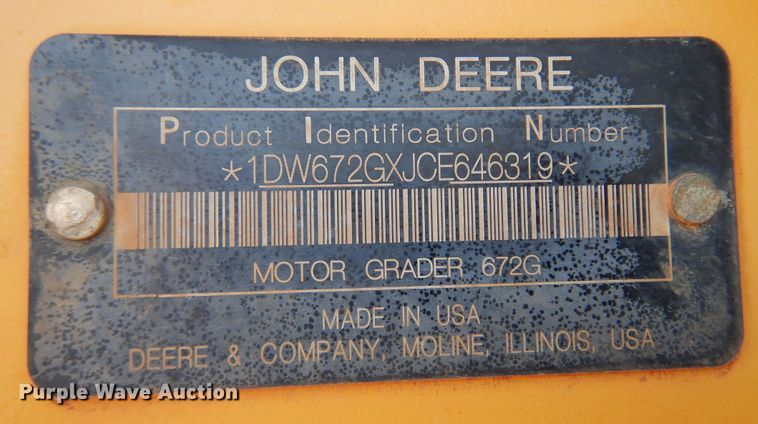 JOHN DEERE
Product Identification Number
*1DW672GXJCE646319*
MOTOR GRADER 672G
MADE IN USA
DEERE & COMPANY, MOLINE, ILLINOIS, USA
Purple Wave Auction